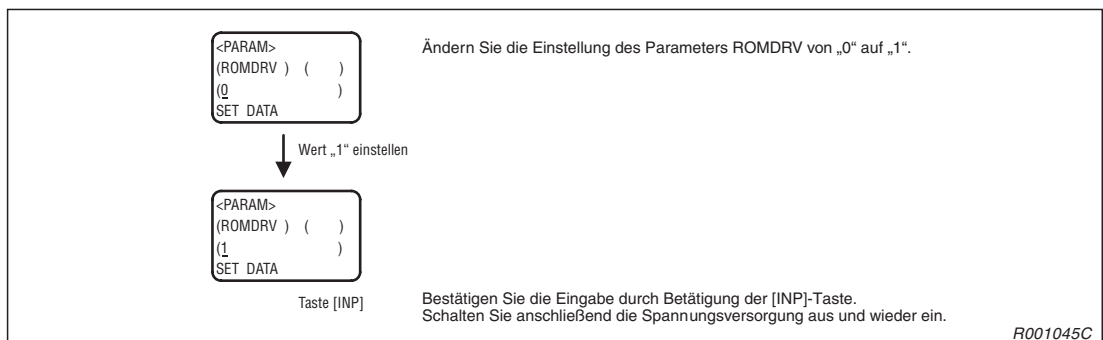 <PARAM>
(ROMDRV ) (    )
(0            )
SET DATA
Ändern Sie die Einstellung des Parameters ROMDRV von „0“ auf „1“.
Wert „1“ einstellen
<PARAM>
(ROMDRV ) (    )
(1            )
SET DATA
Taste [INP]
Bestätigen Sie die Eingabe durch Betätigung der [INP]-Taste.
Schalten Sie anschließend die Spannungsversorgung aus und wieder ein.
R001045C